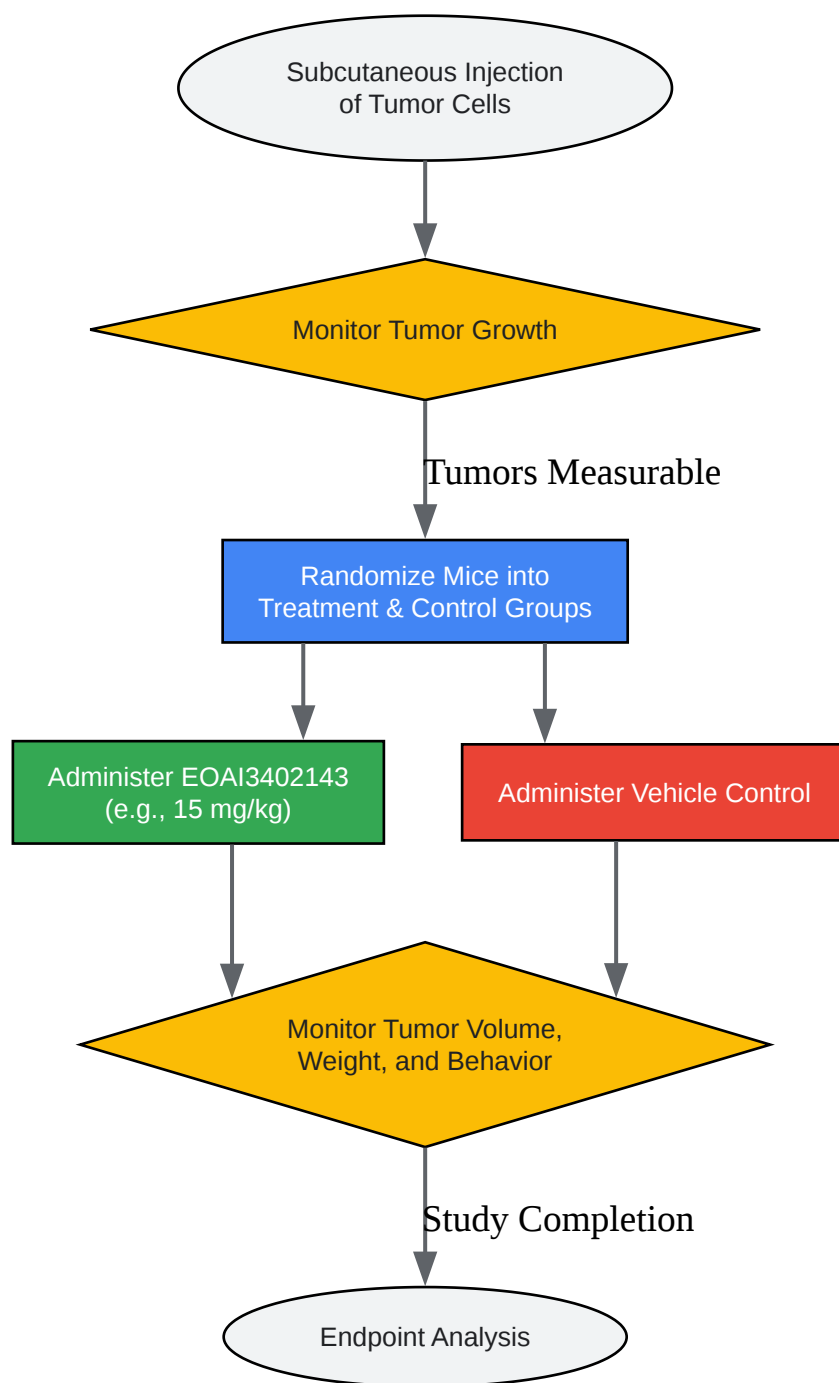 Subcutaneous Injection
of Tumor Cells
Monitor Tumor Growth
Tumors Measurable
Randomize Mice into
Treatment & Control Groups
Administer EOAI3402143
(e.g., 15 mg/kg)
Administer Vehicle Control
Monitor Tumor Volume,
Weight, and Behavior
Study Completion
Endpoint Analysis